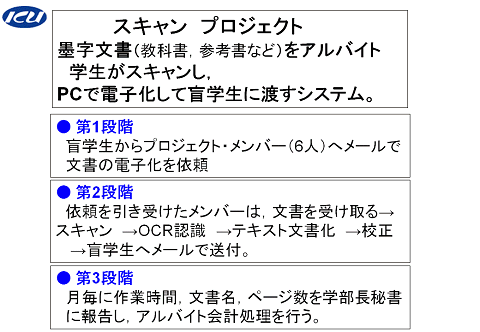 ICU
スキャン プロジェクト
墨字文書(教科書，参考書など)をアルバイト
学生がスキャンし，
PCで電子化して盲学生に渡すシステム。
● 第1段階
盲学生からプロジェクト・メンバー(6人)へメールで
文書の電子化を依頼
● 第2段階
依頼を引き受けたメンバーは，文書を受け取る→
スキャン →OCR認識 →テキスト文書化 →校正
→盲学生へメールで送付。
● 第3段階
月毎に作業時間，文書名，ページ数を学部長秘書
に報告し，アルバイト会計処理を行う。